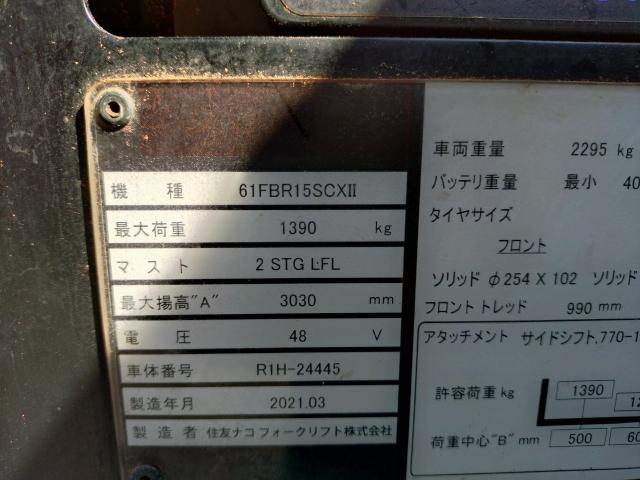 機 種 61FBR15SCXII
最大荷重 1390 kg
マスト 2 STG LFL
最大揚高"A" 3030 mm
電 圧 48 V
車体番号 R1H-24445
製造年月 2021.03
製造者 住友ナコ フォークリフト株式会社
車両重量 2295 kg
バッテリ重量 最小 40
タイヤサイズ
フロント
ソリッド φ254 X 102 ソリッド
フロント トレッド 990 mm
アタッチメント サイドシフト,770-1
許容荷重 kg 1390
荷重中心"B" mm 500 60